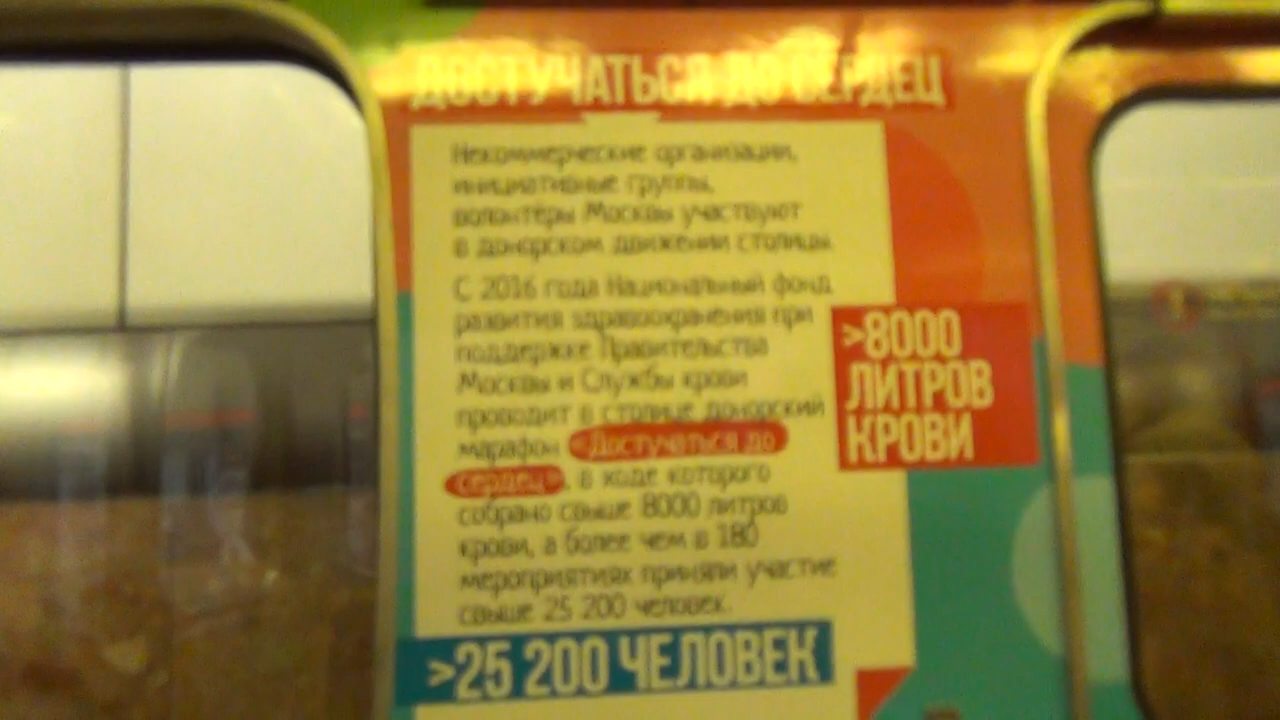 ДОСТУЧАТЬСЯ ДО СЕРДЕЦ
Некоммерческие организации,
инициативные группы,
волонтёры Москвы участвуют
в донорском движении столицы.
С 2016 года Национальный фонд
развития здравоохранения при
поддержке Правительства
Москвы и Службы крови
проводит в столице донорский
марафон «Достучаться до
сердец», в ходе которого
собрано свыше 8000 литров
крови, а более чем в 180
мероприятиях приняли участие
свыше 25 200 человек.
>8000
ЛИТРОВ
КРОВИ
>25 200 ЧЕЛОВЕК